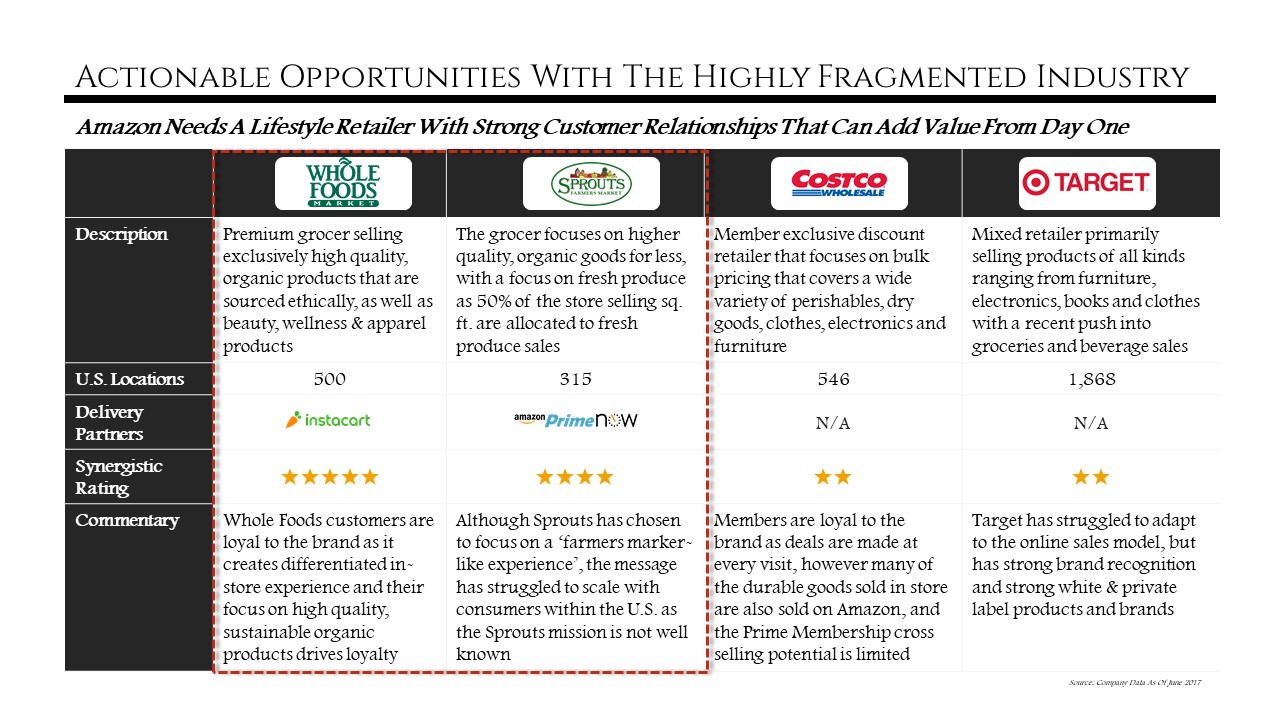 Actionable Opportunities With The Highly Fragmented Industry
Amazon Needs A Lifestyle Retailer With Strong Customer Relationships That Can Add Value From Day One
WHOLE
FOODS
MARKET
SPROUTS
FARMERS MARKET
COSTCO
WHOLESALE
TARGET
Description
Premium grocer selling
exclusively high quality,
organic products that are
sourced ethically, as well as
beauty, wellness & apparel
products
The grocer focuses on higher
quality, organic goods for less,
with a focus on fresh produce
as 50% of the store selling sq.
ft. are allocated to fresh
produce sales
Member exclusive discount
retailer that focuses on bulk
pricing that covers a wide
variety of perishables, dry
goods, clothes, electronics and
furniture
Mixed retailer primarily
selling products of all kinds
ranging from furniture,
electronics, books and clothes
with a recent push into
groceries and beverage sales
U.S. Locations
500
315
546
1,868
Delivery
Partners
instacart
amazon Prime now
N/A
N/A
Synergistic
Rating
Commentary
Whole Foods customers are
loyal to the brand as it
creates differentiated in-
store experience and their
focus on high quality,
sustainable organic
products drives loyalty
Although Sprouts has chosen
to focus on a ‘farmers marker-
like experience’, the message
has struggled to scale with
consumers within the U.S. as
the Sprouts mission is not well
known
Members are loyal to the
brand as deals are made at
every visit, however many of
the durable goods sold in store
are also sold on Amazon, and
the Prime Membership cross
selling potential is limited
Target has struggled to adapt
to the online sales model, but
has strong brand recognition
and strong white & private
label products and brands
Source: Company Data As Of June 2017